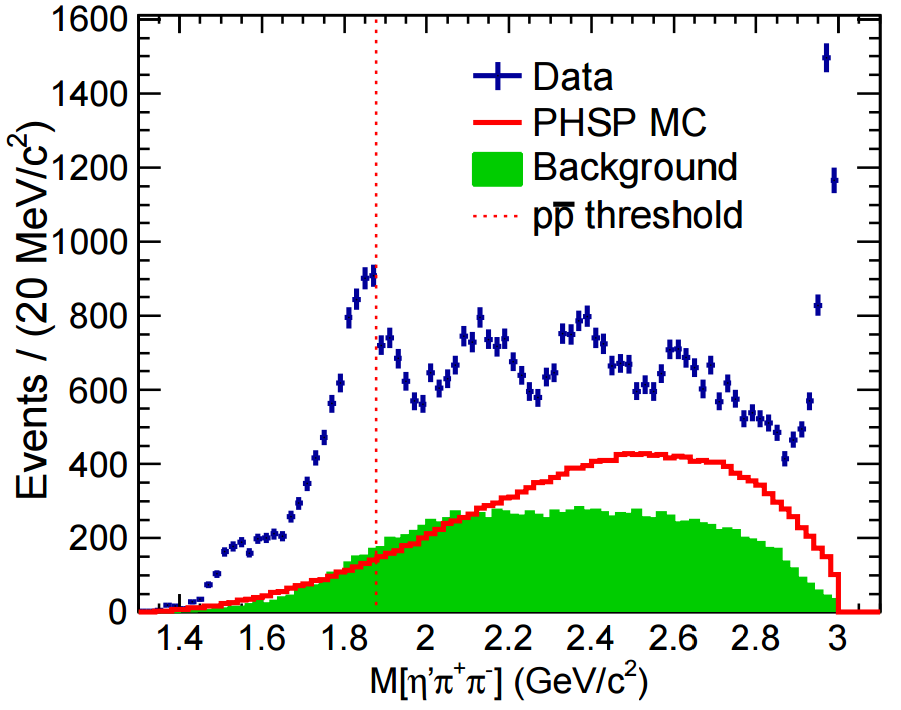 1600
1400
1200
1000
800
600
400
200
0
Events / (20 MeV/c²)
Data
PHSP MC
Background
pp̅ threshold
1.4 1.6 1.8 2 2.2 2.4 2.6 2.8 3
M[η'π⁺π⁻] (GeV/c²)